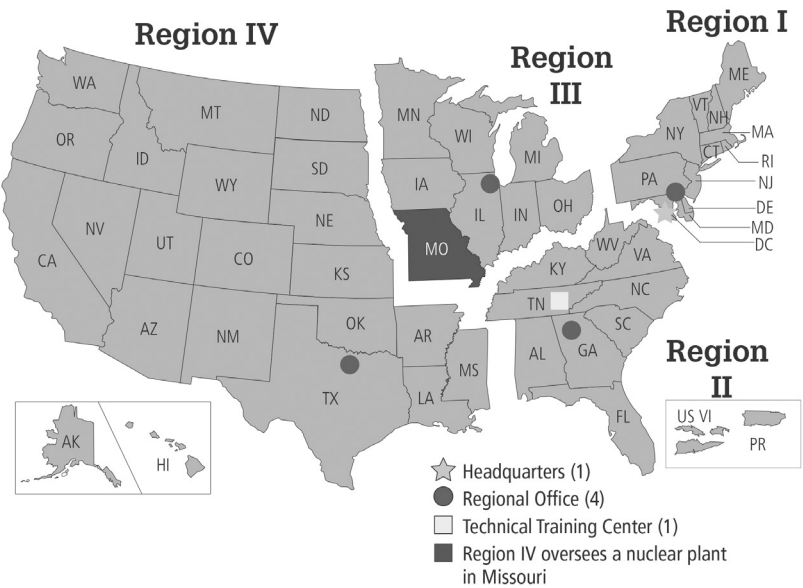 Region IV
Region I
Region
III
WA
MT
ND
MN
ME
OR
ID
SD
WI
MI
VT
NH
NY
MA
CT
RI
WY
IA
PA
NJ
NE
IL
IN
OH
DE
NV
UT
CO
MO
MD
DC
CA
KS
WV
VA
KY
AZ
NM
OK
AR
TN
NC
SC
TX
LA
MS
AL
GA
FL
Region
II
AK
HI
US VI
PR
Headquarters (1)
Regional Office (4)
Technical Training Center (1)
Region IV oversees a nuclear plant
in Missouri